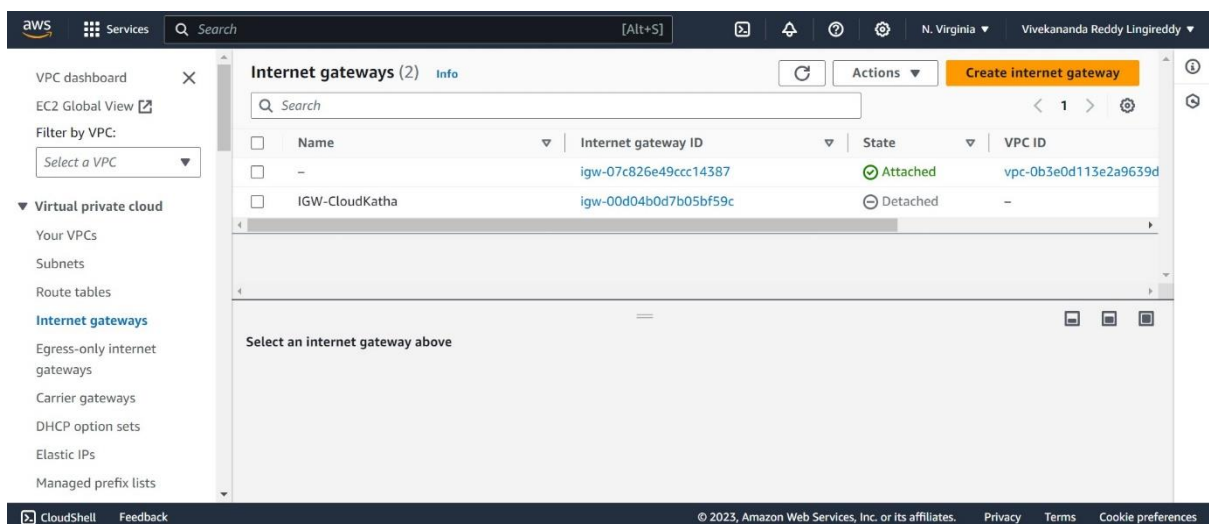 aws Services Search [Alt+S] N. Virginia Vivekananda Reddy Lingireddy
VPC dashboard
EC2 Global View
Filter by VPC:
Select a VPC
Virtual private cloud
Your VPCs
Subnets
Route tables
Internet gateways
Egress-only internet
gateways
Carrier gateways
DHCP option sets
Elastic IPs
Managed prefix lists
Internet gateways (2) Info Actions Create internet gateway
Search 1
Name Internet gateway ID State VPC ID
– igw-07c826e49ccc14387 Attached vpc-0b3e0d113e2a9639d
IGW-CloudKatha igw-00d04b0d7b05bf59c Detached –
Select an internet gateway above
CloudShell Feedback © 2023, Amazon Web Services, Inc. or its affiliates. Privacy Terms Cookie preferences